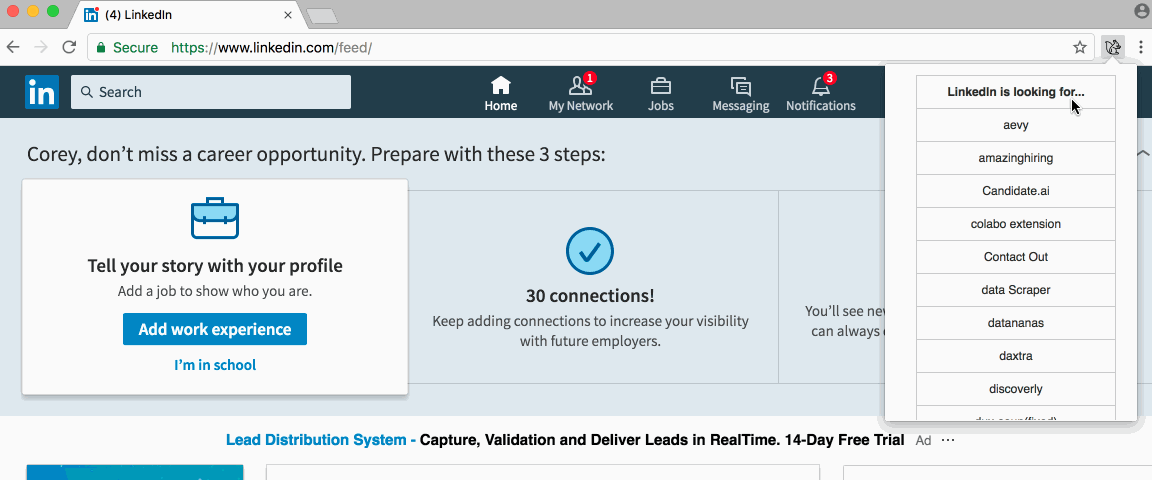 (4) LinkedIn
Secure https://www.linkedin.com/feed/
in Search
1
3
Home My Network Jobs Messaging Notifications
Corey, don't miss a career opportunity. Prepare with these 3 steps:
Tell your story with your profile
Add a job to show who you are.
Add work experience
I'm in school
30 connections!
Keep adding connections to increase your visibility
with future employers.
You'll see
can always
LinkedIn is looking for...
aevy
amazinghiring
Candidate.ai
colabo extension
Contact Out
data Scraper
datananas
daxtra
discoverly
Lead Distribution System - Capture, Validation and Deliver Leads in RealTime. 14-Day Free Trial Ad ...